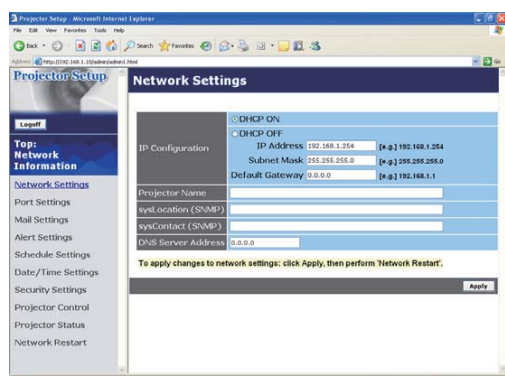 Projector Setup - Microsoft Internet Explorer
File Edit View Favorites Tools Help
Back Search Favorites
Address http://192.168.1.10/admin/admin1.html Go
Projector Setup
Logoff
Top:
Network
Information
Network Settings
Port Settings
Mail Settings
Alert Settings
Schedule Settings
Date/Time Settings
Security Settings
Projector Control
Projector Status
Network Restart
Network Settings
IP Configuration
DHCP ON
DHCP OFF
IP Address 192.168.1.254 [e.g.] 192.168.1.254
Subnet Mask 255.255.255.0 [e.g.] 255.255.255.0
Default Gateway 0.0.0.0 [e.g.] 192.168.1.1
Projector Name
sysLocation (SNMP)
sysContact (SNMP)
DNS Server Address 0.0.0.0
To apply changes to network settings: click Apply, then perform 'Network Restart'.
Apply